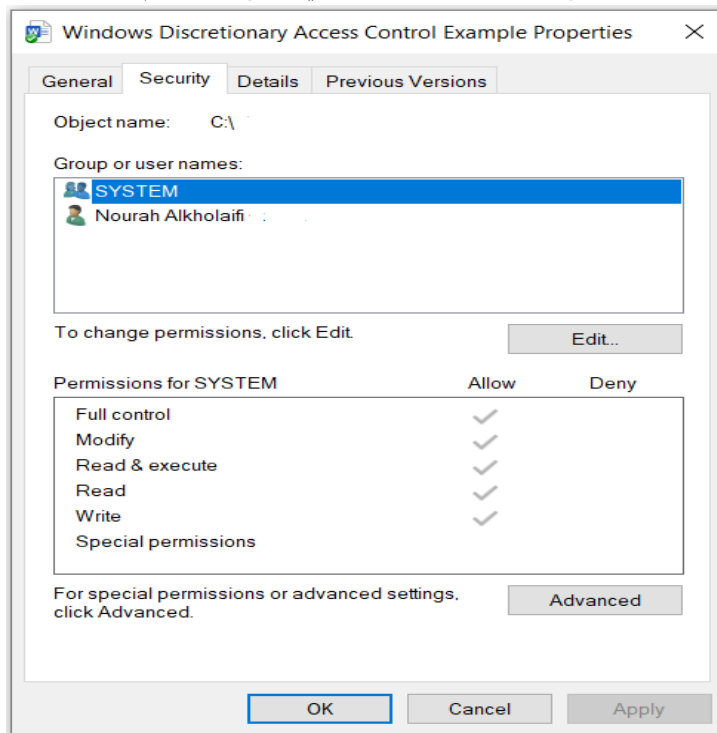 Windows Discretionary Access Control Example Properties
General Security Details Previous Versions
Object name: C:\
Group or user names:
SYSTEM
Nourah Alkholaifi
To change permissions, click Edit.
Edit...
Permissions for SYSTEM Allow Deny
Full control
Modify
Read & execute
Read
Write
Special permissions
For special permissions or advanced settings,
click Advanced.
Advanced
OK Cancel Apply